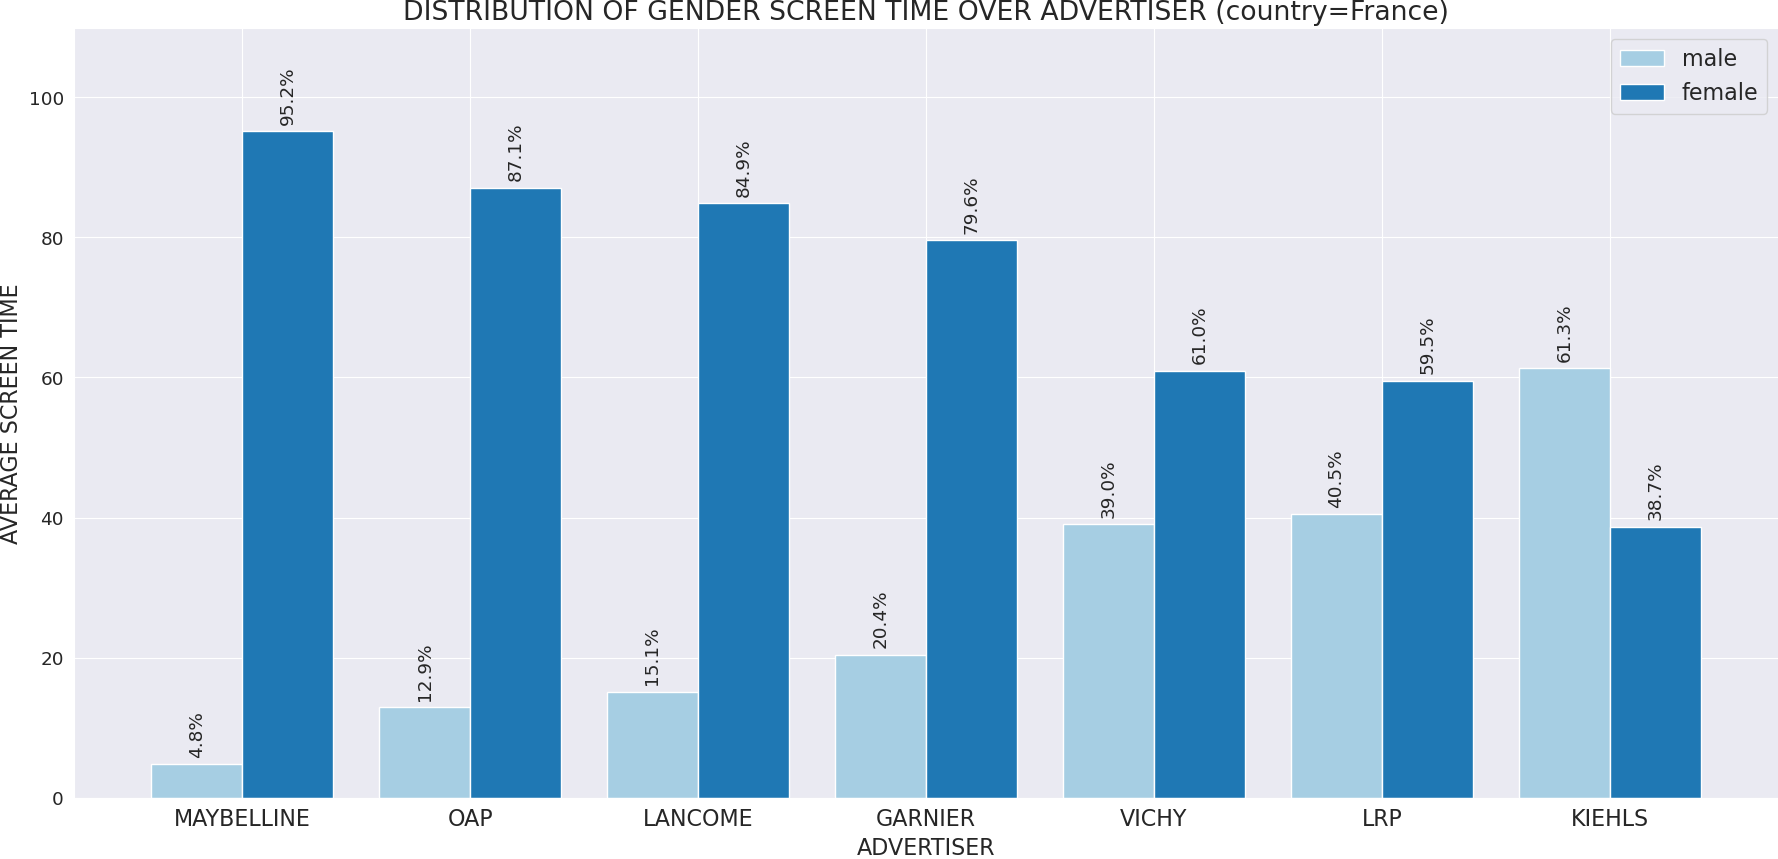 DISTRIBUTION OF GENDER SCREEN TIME OVER ADVERTISER (country=France)
male
female
AVERAGE SCREEN TIME
100
80
60
40
20
0
4.8%
95.2%
12.9%
87.1%
15.1%
84.9%
20.4%
79.6%
39.0%
61.0%
40.5%
59.5%
61.3%
38.7%
MAYBELLINE
OAP
LANCOME
GARNIER
VICHY
LRP
KIEHLS
ADVERTISER